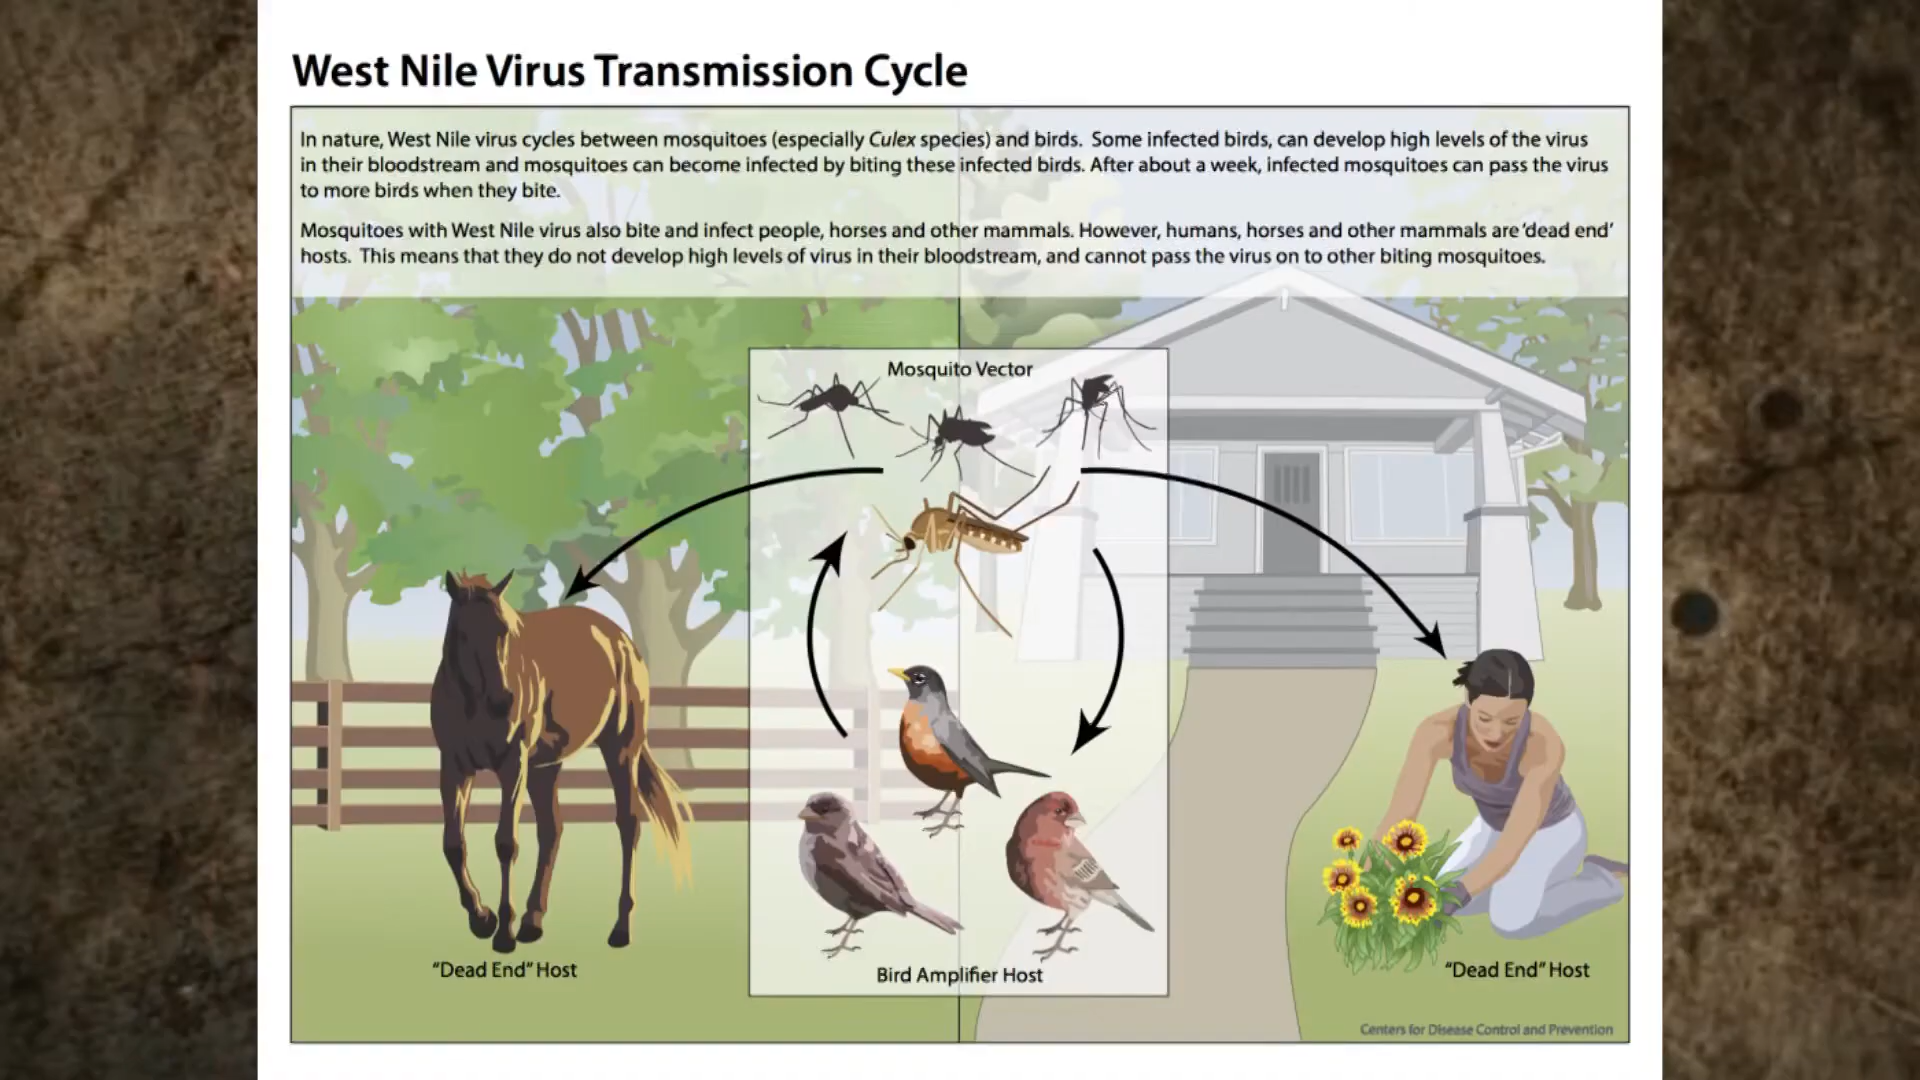 West Nile Virus Transmission Cycle
In nature, West Nile virus cycles between mosquitoes (especially Culex species) and birds. Some infected birds, can develop high levels of the virus
in their bloodstream and mosquitoes can become infected by biting these infected birds. After about a week, infected mosquitoes can pass the virus
to more birds when they bite.
Mosquitoes with West Nile virus also bite and infect people, horses and other mammals. However, humans, horses and other mammals are 'dead end'
hosts. This means that they do not develop high levels of virus in their bloodstream, and cannot pass the virus on to other biting mosquitoes.
Mosquito Vector
"Dead End" Host
Bird Amplifier Host
"Dead End" Host
Centers for Disease Control and Prevention